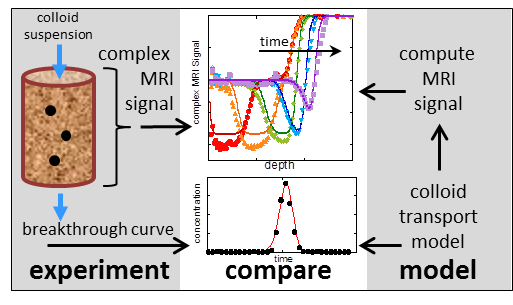 colloid
suspension
complex
MRI
signal
breakthrough curve
experiment
complex MRI Signal
time
depth
concentration
time
compare
compute
MRI
signal
colloid
transport
model
model